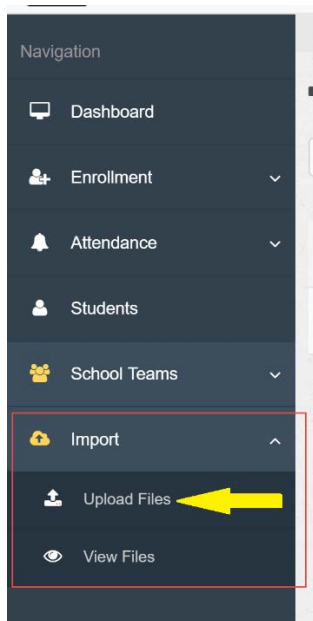 Navigation
Dashboard
Enrollment
Attendance
Students
School Teams
Import
Upload Files
View Files